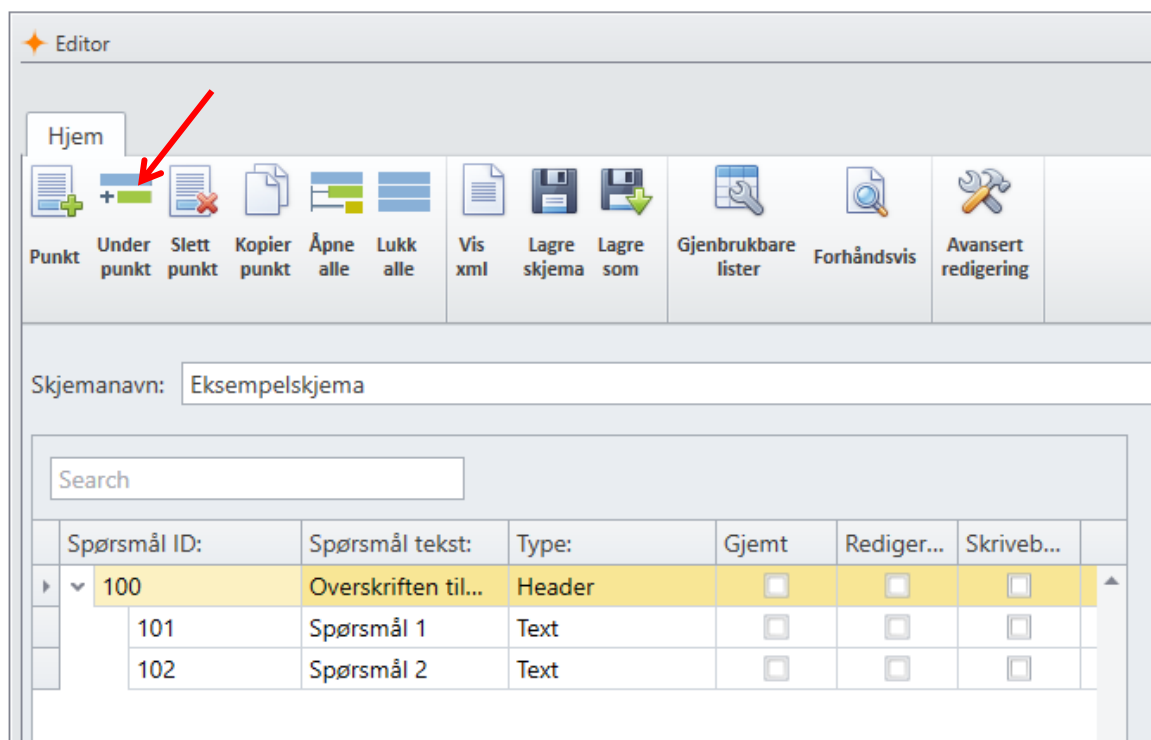 Editor
Hjem
Punkt
Under punkt
Slett punkt
Kopier punkt
Åpne alle
Lukk alle
Vis xml
Lagre skjema
Lagre som
Gjenbrukbare lister
Forhåndsvis
Avansert redigering
Skjemanavn: Eksempelskjema
Search
Spørsmål ID: Spørsmål tekst: Type: Gjemt Rediger... Skriveb...
100 Overskriften til... Header
101 Spørsmål 1 Text
102 Spørsmål 2 Text